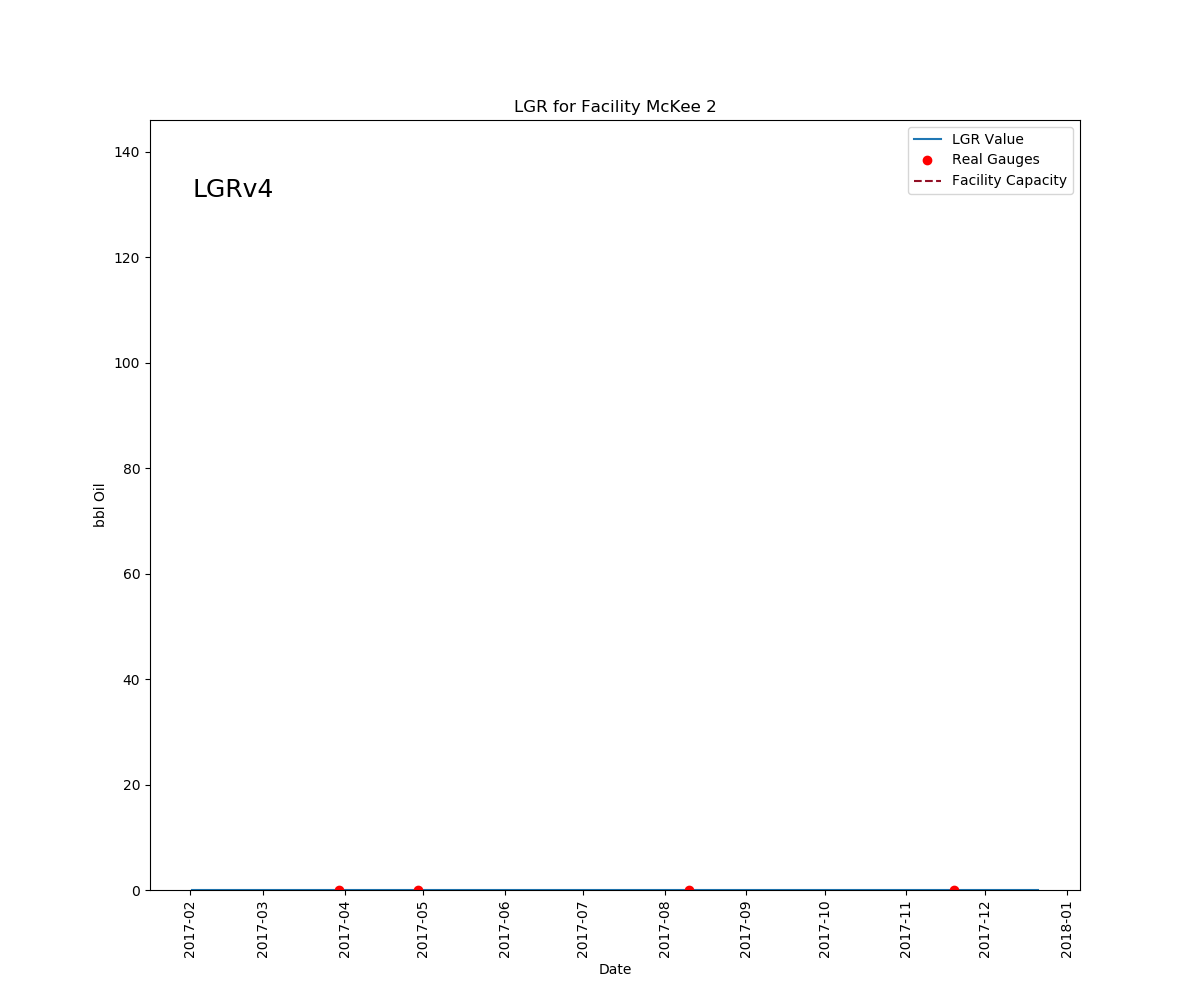 LGR for Facility McKee 2
LGR Value
Real Gauges
Facility Capacity
LGRv4
140
120
100
80
60
40
20
0
bbl Oil
2017-02
2017-03
2017-04
2017-05
2017-06
2017-07
2017-08
2017-09
2017-10
2017-11
2017-12
2018-01
Date